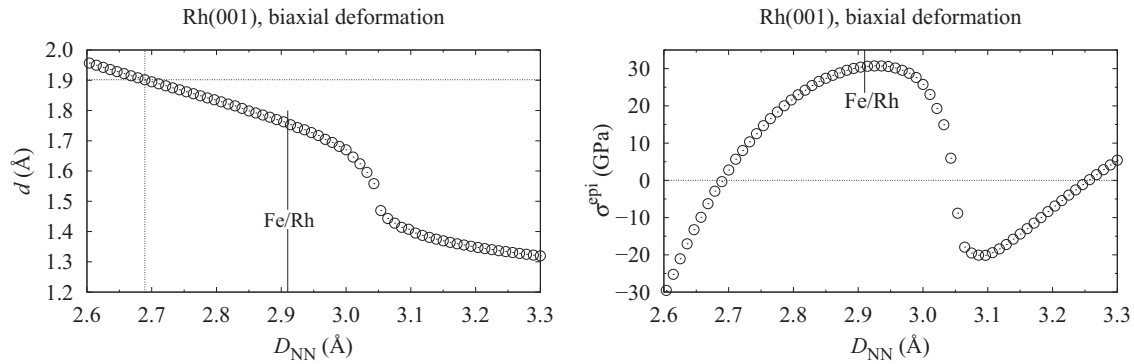 Rh(001), biaxial deformation
2.0
1.9
1.8
1.7
1.6
1.5
1.4
1.3
1.2
d (Å)
Fe/Rh
2.6 2.7 2.8 2.9 3.0 3.1 3.2 3.3
D_NN (Å)
Rh(001), biaxial deformation
30
20
10
0
−10
−20
−30
σ^epi (GPa)
Fe/Rh
2.6 2.7 2.8 2.9 3.0 3.1 3.2 3.3
D_NN (Å)